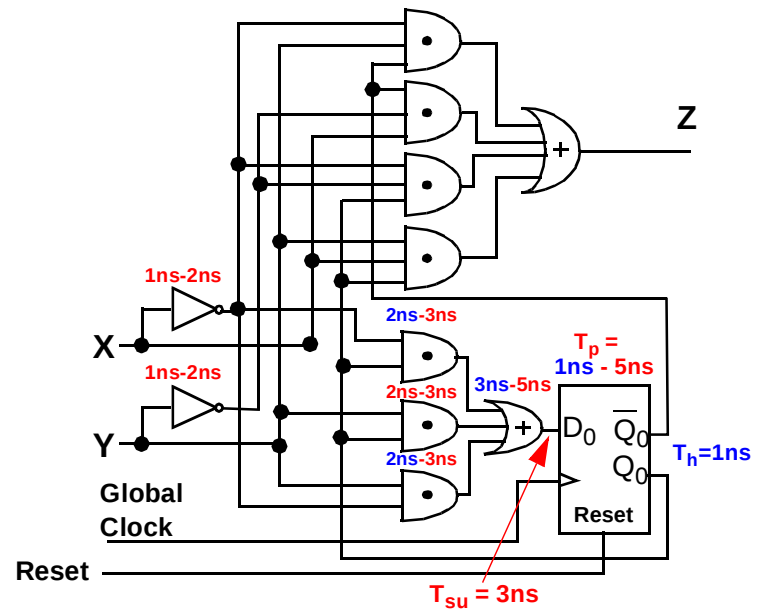 Z
+
1ns-2ns
X
2ns-3ns
T_p =
1ns - 5ns
1ns-2ns
3ns-5ns
2ns-3ns
+
D_0
Q̅_0
Y
2ns-3ns
Q_0
T_h=1ns
Global
Clock
Reset
Reset
T_su = 3ns